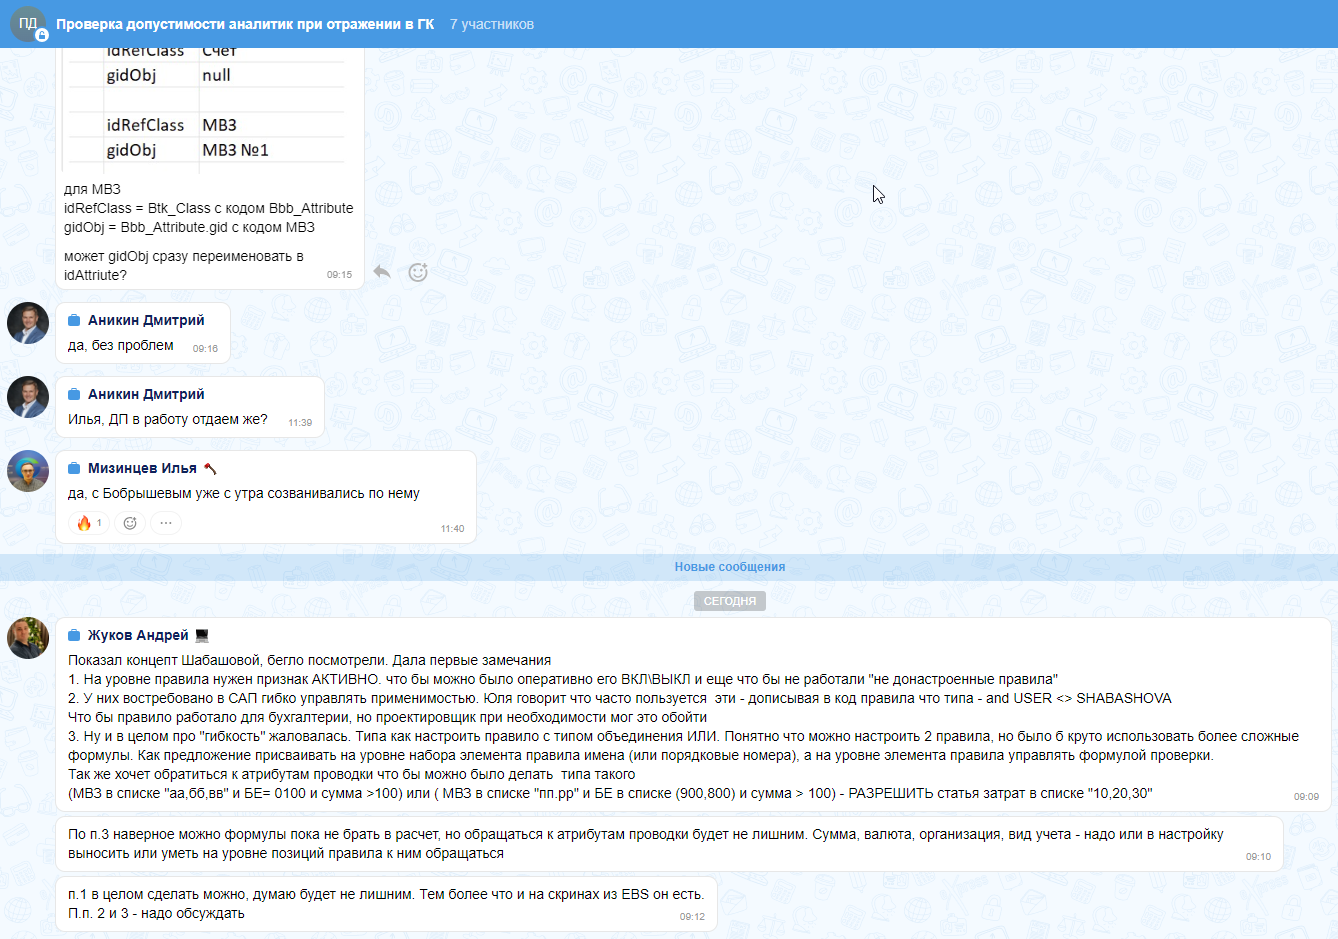 ПД
Проверка допустимости аналитик при отражении в ГК 7 участников
idRefClass Счет
gidObj null
idRefClass МВЗ
gidObj МВЗ №1
для МВЗ
idRefClass = Btk_Class с кодом Bbb_Attribute
gidObj = Bbb_Attribute.gid с кодом МВЗ
может gidObj сразу переименовать в
idAttriute?
09:15
Аникин Дмитрий
да, без проблем 09:16
Аникин Дмитрий
Илья, ДП в работу отдаем же? 11:39
Мизинцев Илья
да, с Бобрышевым уже с утра созванивались по нему
1
11:40
Новые сообщения
СЕГОДНЯ
Жуков Андрей
Показал концепт Шабашовой, бегло посмотрели. Дала первые замечания
1. На уровне правила нужен признак АКТИВНО. что бы можно было оперативно его ВКЛ\ВЫКЛ и еще что бы не работали "не донастроенные правила"
2. У них востребовано в САП гибко управлять применимостью. Юля говорит что часто пользуется эти - дописывая в код правила что типа - and USER <> SHABASHOVA
Что бы правило работало для бухгалтерии, но проектировщик при необходимости мог это обойти
3. Ну и в целом про "гибкость" жаловалась. Типа как настроить правило с типом объединения ИЛИ. Понятно что можно настроить 2 правила, но было б круто использовать более сложные
формулы. Как предложение присваивать на уровне набора элемента правила имена (или порядковые номера), а на уровне элемента правила управлять формулой проверки.
Так же хочет обратиться к атрибутам проводки что бы можно было делать типа такого
(МВЗ в списке "аа,бб,вв" и БЕ= 0100 и сумма >100) или ( МВЗ в списке "пп.рр" и БЕ в списке (900,800) и сумма > 100) - РАЗРЕШИТЬ статья затрат в списке "10,20,30"
09:09
По п.3 наверное можно формулы пока не брать в расчет, но обращаться к атрибутам проводки будет не лишним. Сумма, валюта, организация, вид учета - надо или в настройку
выносить или уметь на уровне позиций правила к ним обращаться
09:10
п.1 в целом сделать можно, думаю будет не лишним. Тем более что и на скринах из EBS он есть.
П.п. 2 и 3 - надо обсуждать
09:12